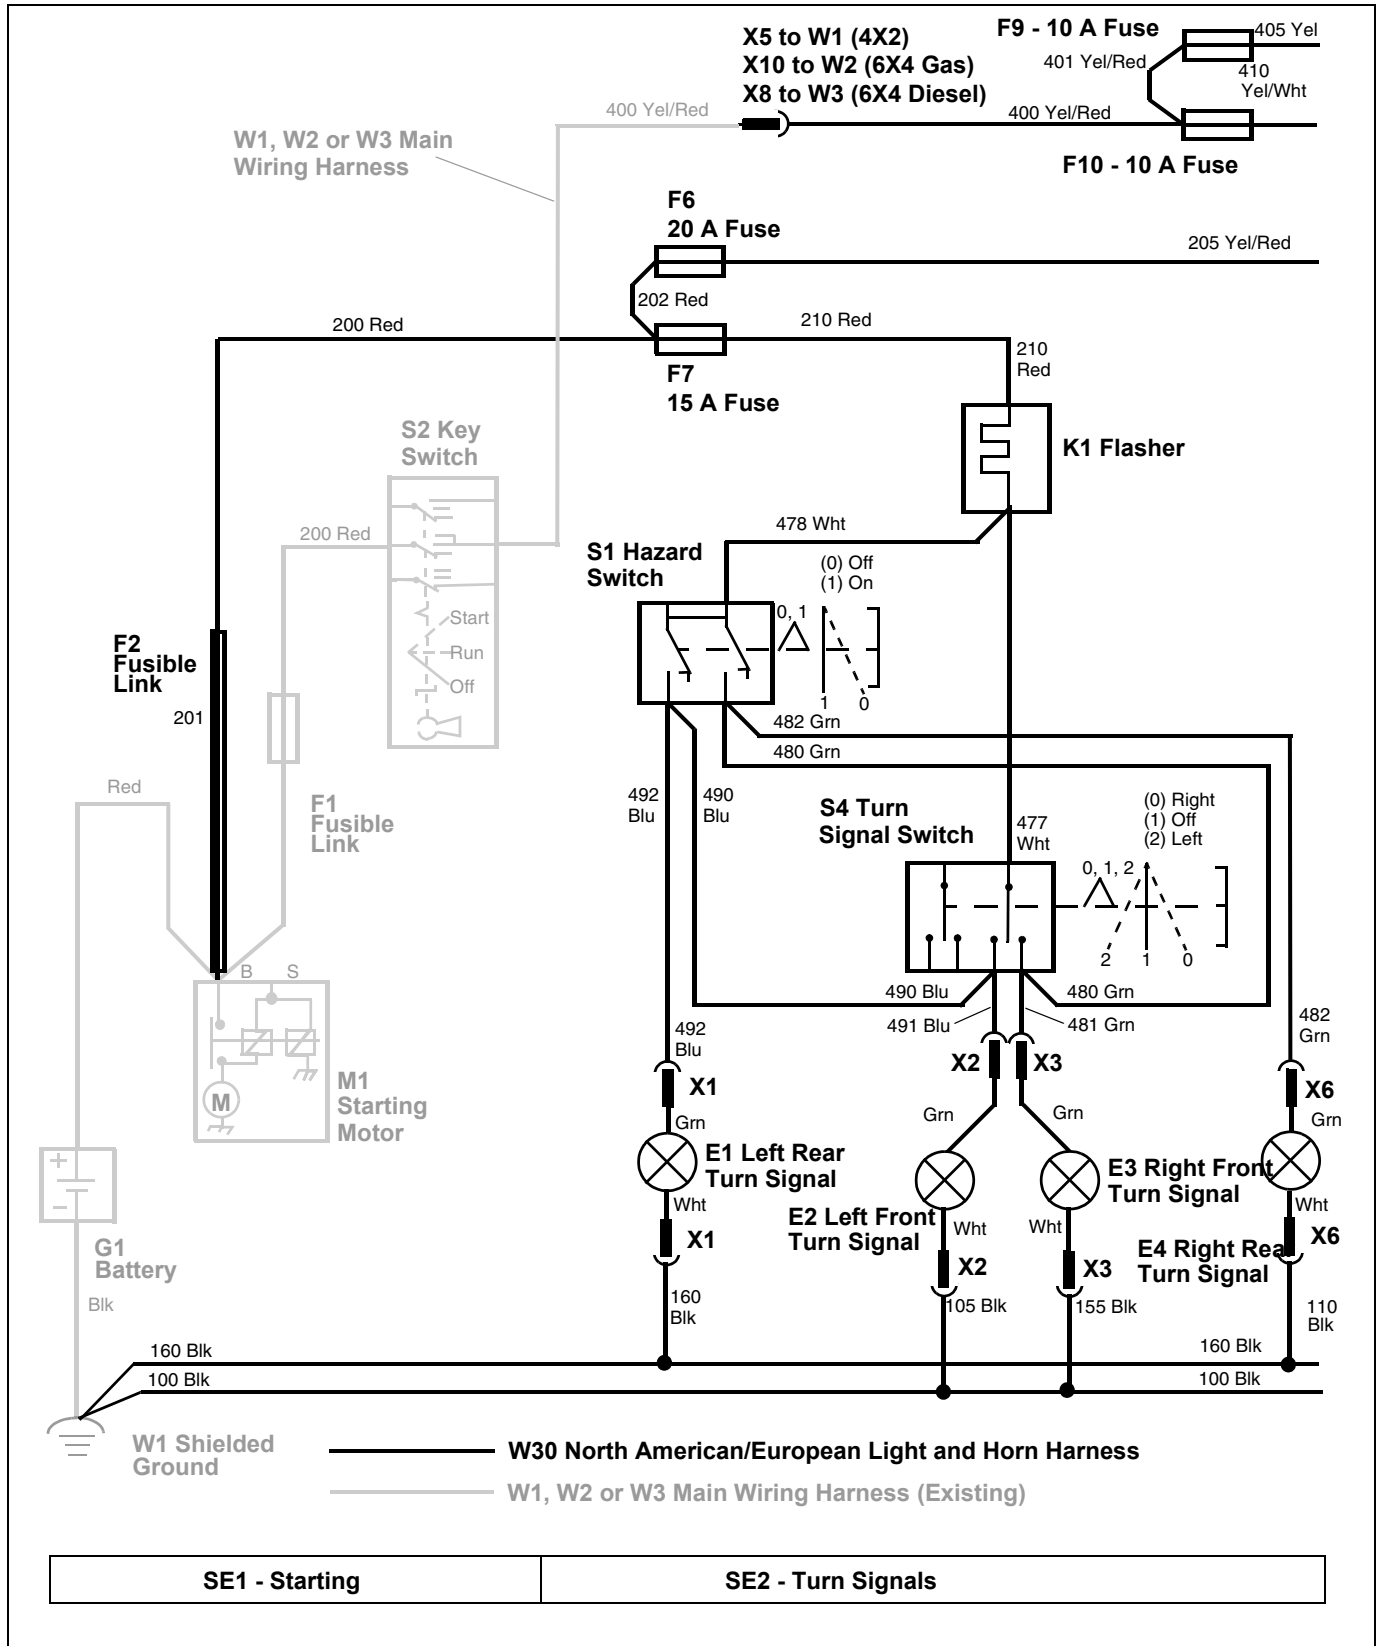 X5 to W1 (4X2)
X10 to W2 (6X4 Gas)
X8 to W3 (6X4 Diesel)
F9 - 10 A Fuse
405 Yel
401 Yel/Red
410
Yel/Wht
400 Yel/Red
400 Yel/Red
F10 - 10 A Fuse
W1, W2 or W3 Main
Wiring Harness
F6
20 A Fuse
205 Yel/Red
202 Red
200 Red
210 Red
210
Red
F7
15 A Fuse
S2 Key
Switch
K1 Flasher
200 Red
478 Wht
S1 Hazard
Switch
(0) Off
(1) On
0, 1
1
0
Start
Run
Off
F2
Fusible
Link
201
482 Grn
480 Grn
Red
492
Blu
490
Blu
F1
Fusible
Link
S4 Turn
Signal Switch
477
Wht
(0) Right
(1) Off
(2) Left
0, 1, 2
2
1
0
B
S
490 Blu
480 Grn
491 Blu
481 Grn
482
Grn
492
Blu
X1
X2
X3
X6
M
M1
Starting
Motor
Grn
Grn
Grn
Grn
E1 Left Rear
Turn Signal
E3 Right Front
Turn Signal
+
−
Wht
E2 Left Front
Turn Signal
Wht
Wht
Wht
X1
X6
G1
Battery
E4 Right Rear
Turn Signal
X2
X3
Blk
160
Blk
105 Blk
155 Blk
110
Blk
160 Blk
160 Blk
100 Blk
100 Blk
W1 Shielded
Ground
W30 North American/European Light and Horn Harness
W1, W2 or W3 Main Wiring Harness (Existing)
SE1 - Starting
SE2 - Turn Signals